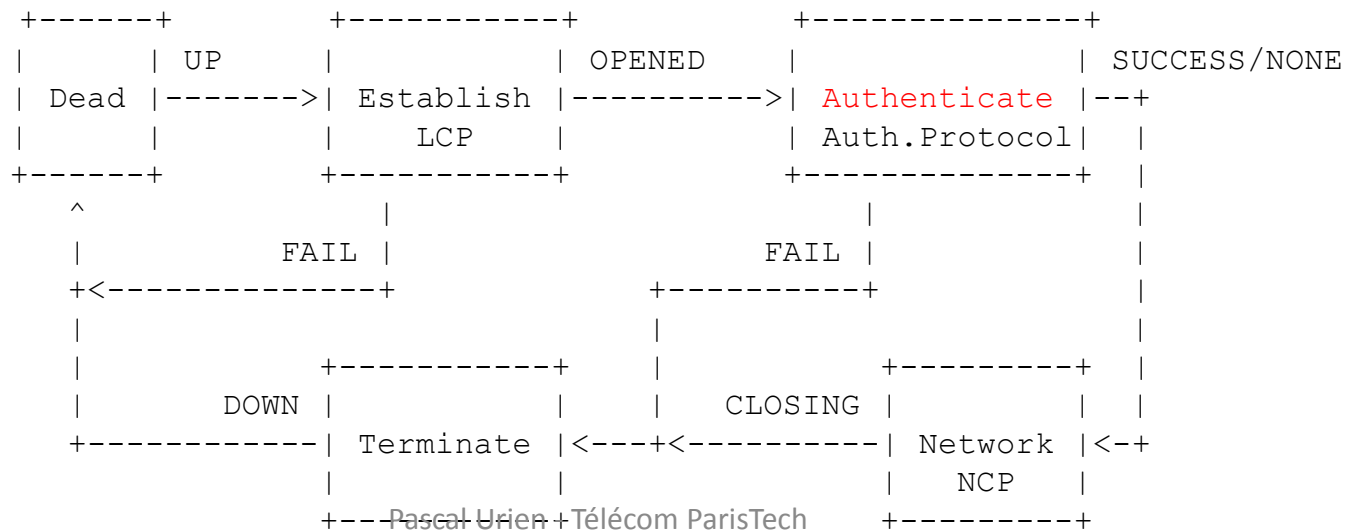 +------+        +-----------+           +--------------+
|      | UP     |           | OPENED    |              | SUCCESS/NONE
| Dead |------->| Establish |---------->| Authenticate |--+
|      |        |    LCP    |           | Auth.Protocol|  |
+------+        +-----------+           +--------------+  |
   ^               |                       |              |
   |          FAIL |                  FAIL |              |
   +<--------------+            +----------+              |
   |                            |                         |
   |            +-----------+   |          +---------+    |
   |       DOWN |           |   |  CLOSING |         |    |
   +------------| Terminate |<---+<----------| Network |<-+
                |           |              |   NCP   |
                +-----------+              +---------+
Pascal Urien - Télécom ParisTech